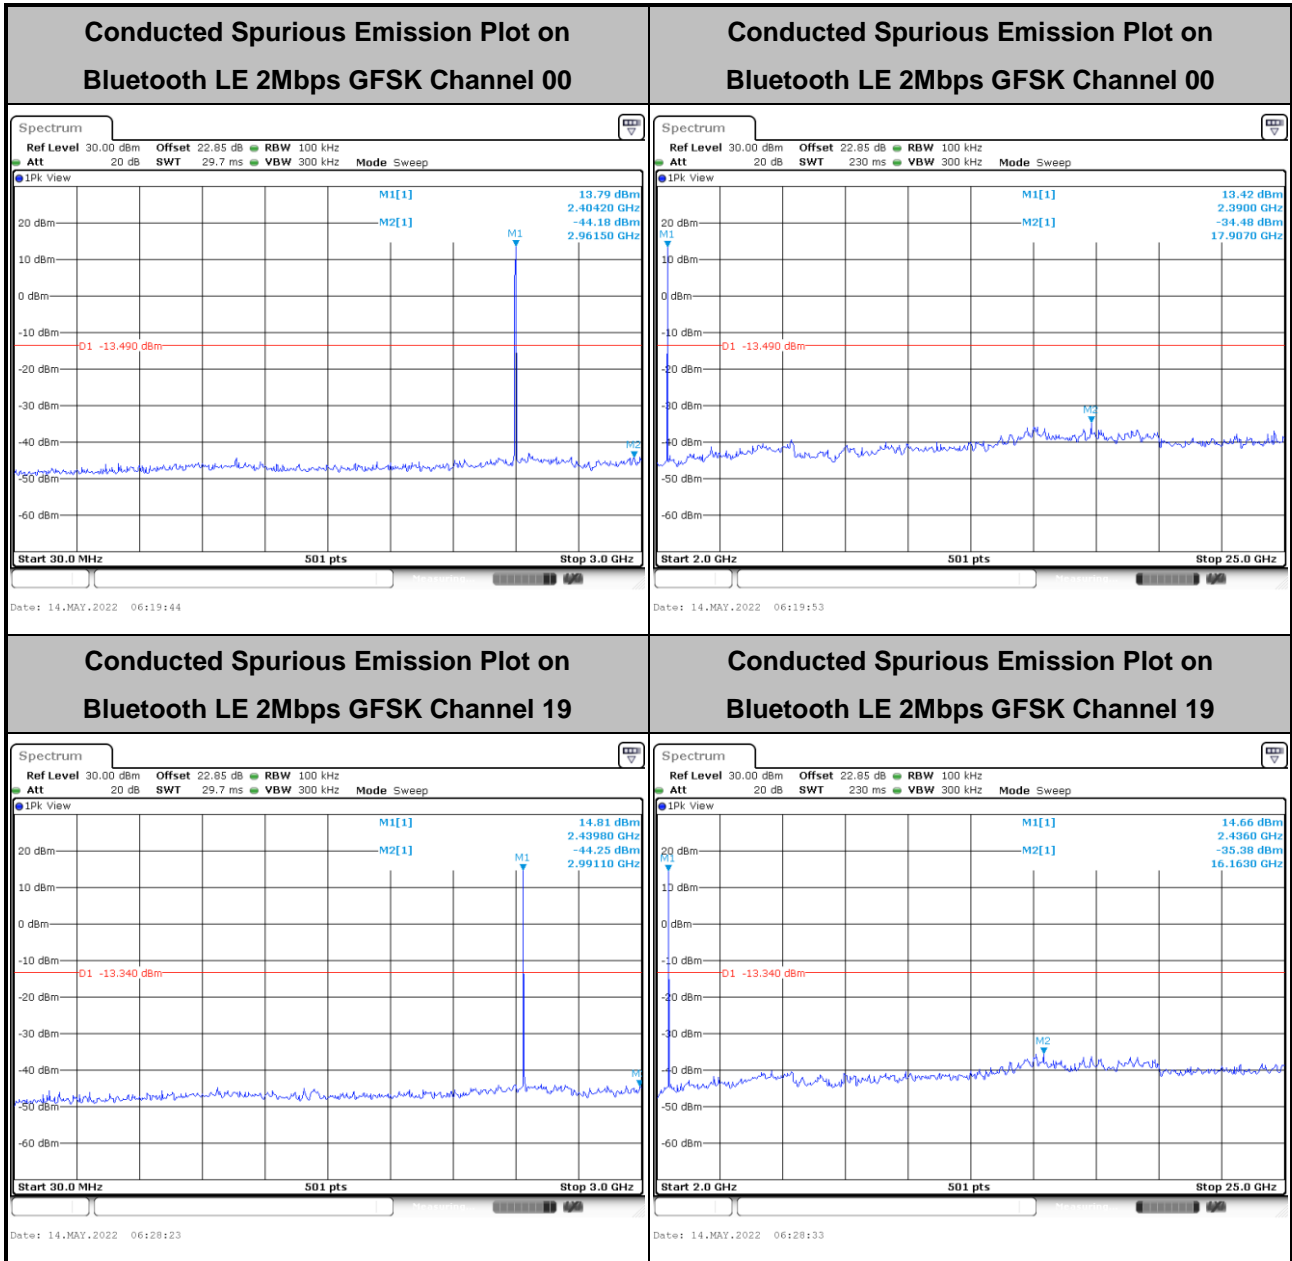 Conducted Spurious Emission Plot on
Bluetooth LE 2Mbps GFSK Channel 00
Spectrum
Ref Level 30.00 dBm Offset 22.85 dB RBW 100 kHz
Att 20 dB SWT 29.7 ms VBW 300 kHz Mode Sweep
1Pk View
M1[1] 13.79 dBm
2.40420 GHz
20 dBm M2[1] -44.18 dBm
M1 2.96150 GHz
10 dBm
0 dBm
-10 dBm
D1 -13.490 dBm
-20 dBm
-30 dBm
-40 dBm
M2
-50 dBm
-60 dBm
Start 30.0 MHz 501 pts Stop 3.0 GHz
Measuring
Date: 14.MAY.2022 06:19:44
Conducted Spurious Emission Plot on
Bluetooth LE 2Mbps GFSK Channel 00
Spectrum
Ref Level 30.00 dBm Offset 22.85 dB RBW 100 kHz
Att 20 dB SWT 230 ms VBW 300 kHz Mode Sweep
1Pk View
M1[1] 13.42 dBm
2.3900 GHz
20 dBm M2[1] -34.48 dBm
M1 17.9070 GHz
10 dBm
0 dBm
-10 dBm
D1 -13.490 dBm
-20 dBm
-30 dBm
M2
-40 dBm
-50 dBm
-60 dBm
Start 2.0 GHz 501 pts Stop 25.0 GHz
Measuring
Date: 14.MAY.2022 06:19:53
Conducted Spurious Emission Plot on
Bluetooth LE 2Mbps GFSK Channel 19
Spectrum
Ref Level 30.00 dBm Offset 22.85 dB RBW 100 kHz
Att 20 dB SWT 29.7 ms VBW 300 kHz Mode Sweep
1Pk View
M1[1] 14.81 dBm
2.43980 GHz
20 dBm M2[1] -44.25 dBm
M1 2.99110 GHz
10 dBm
0 dBm
-10 dBm
D1 -13.340 dBm
-20 dBm
-30 dBm
-40 dBm
M
-50 dBm
-60 dBm
Start 30.0 MHz 501 pts Stop 3.0 GHz
Measuring
Date: 14.MAY.2022 06:28:23
Conducted Spurious Emission Plot on
Bluetooth LE 2Mbps GFSK Channel 19
Spectrum
Ref Level 30.00 dBm Offset 22.85 dB RBW 100 kHz
Att 20 dB SWT 230 ms VBW 300 kHz Mode Sweep
1Pk View
M1[1] 14.66 dBm
2.4360 GHz
20 dBm M2[1] -35.38 dBm
M1 16.1630 GHz
10 dBm
0 dBm
-10 dBm
D1 -13.340 dBm
-20 dBm
-30 dBm
M2
-40 dBm
-50 dBm
-60 dBm
Start 2.0 GHz 501 pts Stop 25.0 GHz
Measuring
Date: 14.MAY.2022 06:28:33